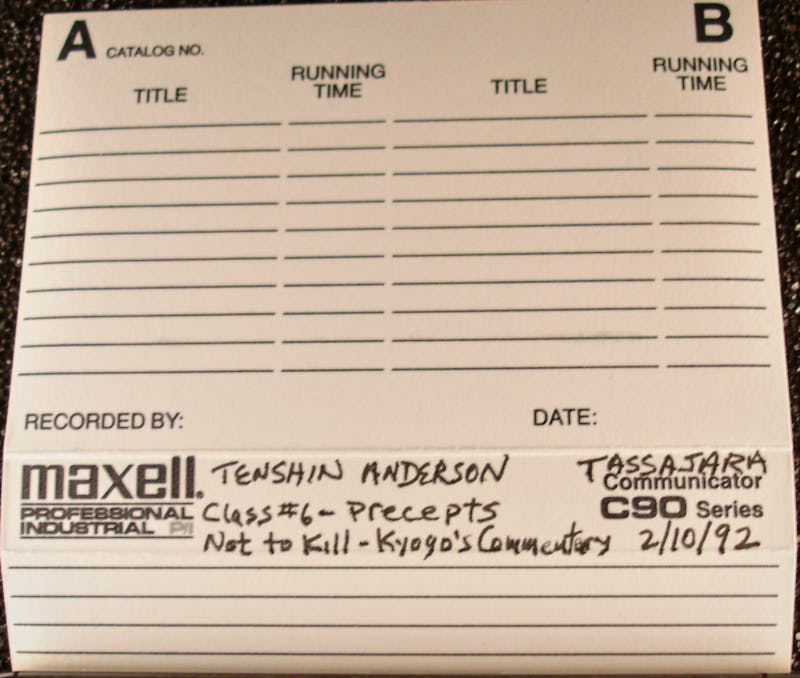 A CATALOG NO. B
TITLE RUNNING TIME TITLE RUNNING TIME
RECORDED BY: DATE:
maxell. TENSHIN ANDERSON TASSAJARA
Communicator
PROFESSIONAL Class #6 - Precepts C90 Series
INDUSTRIAL P/I Not to Kill - Kyogo's Commentary 2/10/92